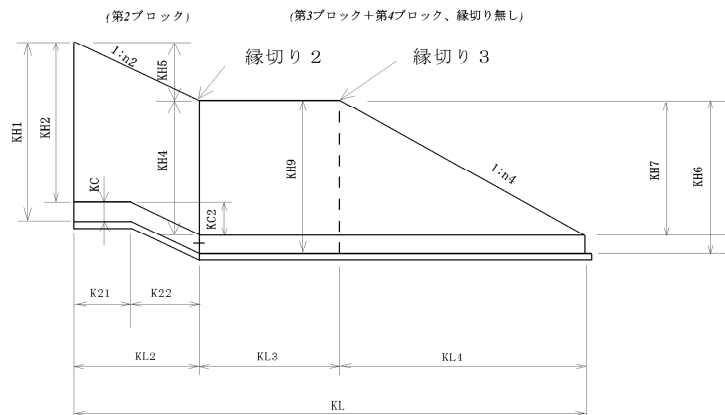 (第2ブロック)
(第3ブロック＋第4ブロック、縁切り無し)
1:n2
縁切り２
縁切り３
KH5
KH1
KH2
KH4
KH9
KH7
KH6
1:n4
KC
KC2
K21
K22
KL2
KL3
KL4
KL